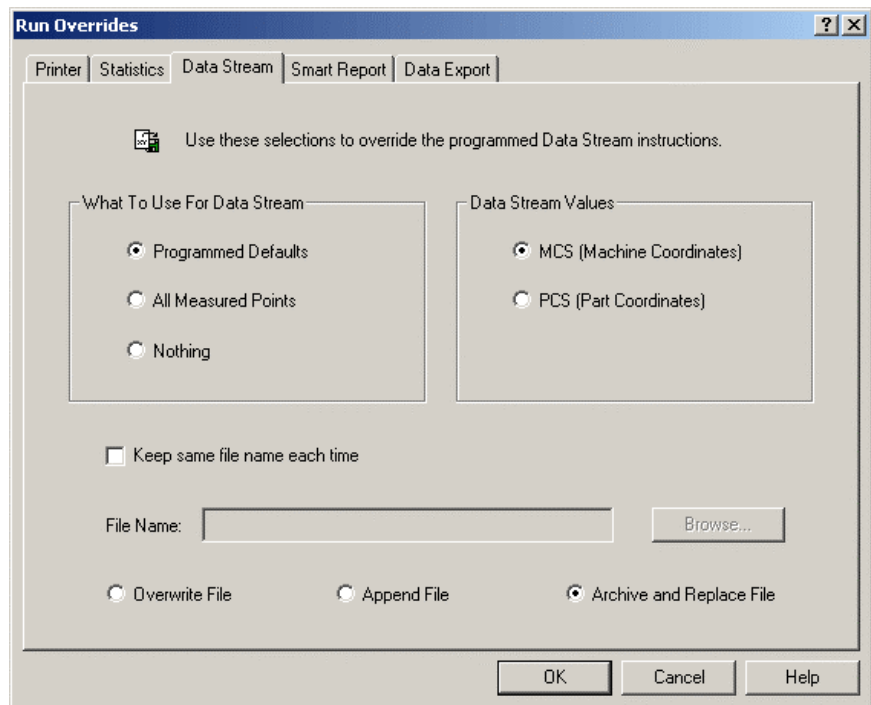 Run Overrides
Printer Statistics Data Stream Smart Report Data Export
Use these selections to override the programmed Data Stream instructions.
What To Use For Data Stream
Programmed Defaults
All Measured Points
Nothing
Data Stream Values
MCS (Machine Coordinates)
PCS (Part Coordinates)
Keep same file name each time
File Name:
Browse...
Overwrite File Append File Archive and Replace File
OK Cancel Help